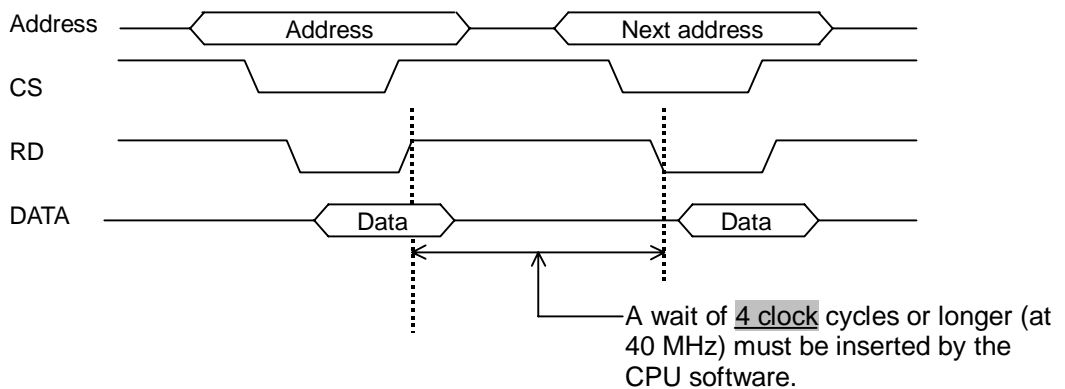 Address
Address
Next address
CS
RD
DATA
Data
Data
A wait of 4 clock cycles or longer (at
40 MHz) must be inserted by the
CPU software.